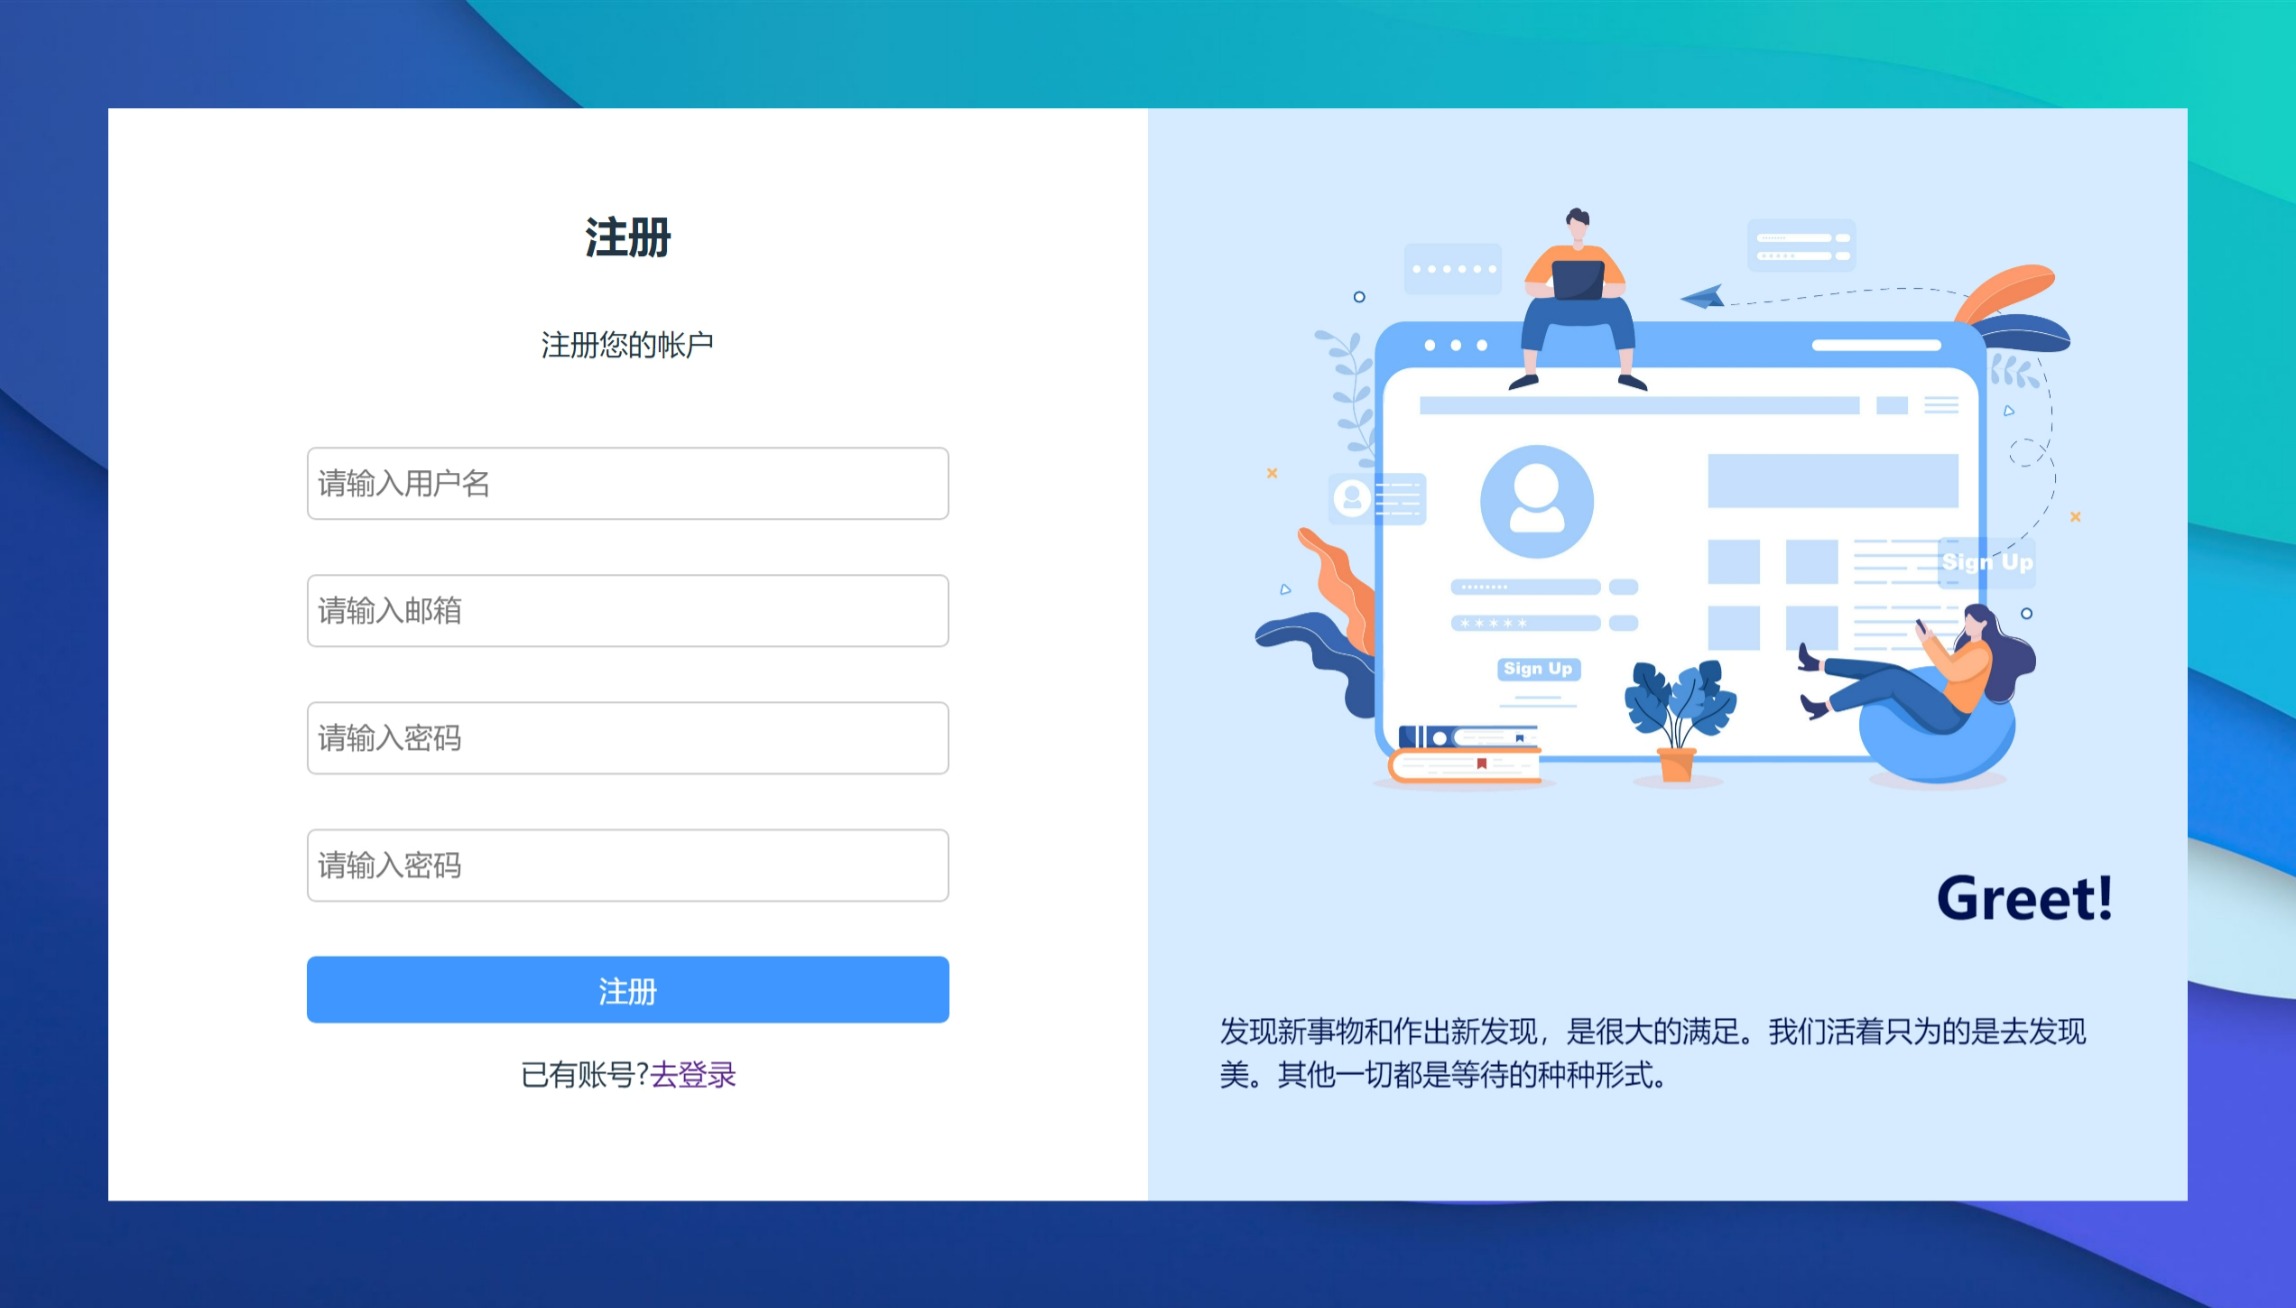 注册
注册您的帐户
请输入用户名
请输入邮箱
请输入密码
请输入密码
注册
已有账号?去登录
Sign Up
Sign Up
Greet!
发现新事物和作出新发现，是很大的满足。我们活着只为的是去发现
美。其他一切都是等待的种种形式。